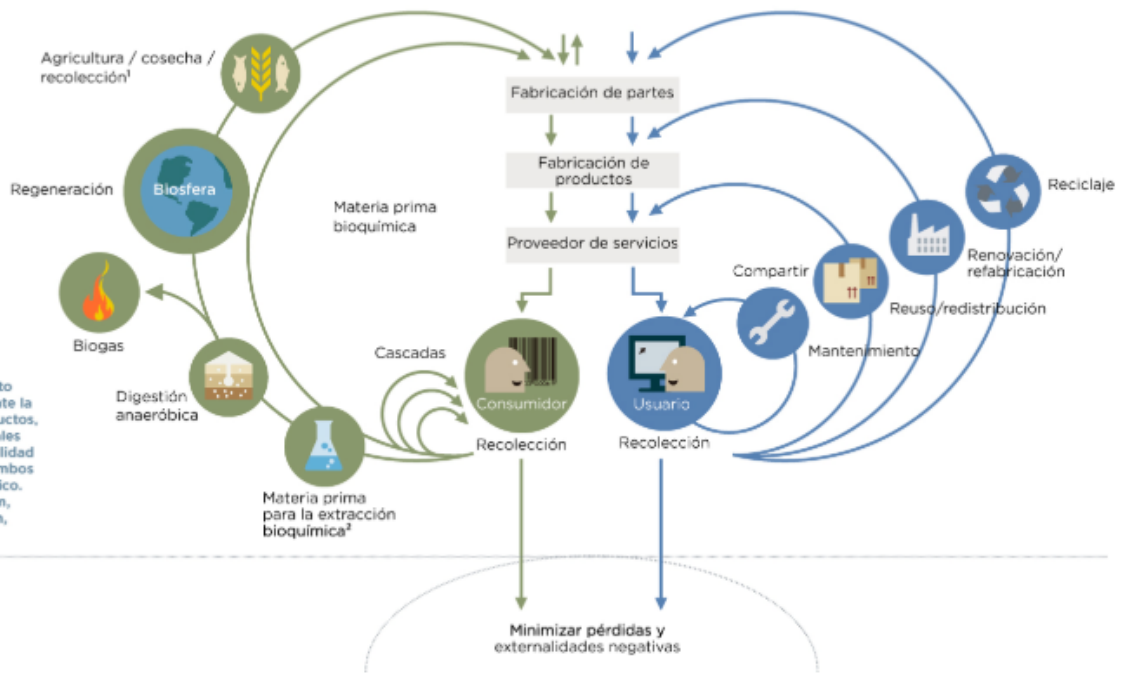 Agricultura / cosecha /
recolección¹
Fabricación de partes
Fabricación de
productos
Proveedor de servicios
Materia prima
bioquímica
Regeneración
Biosfera
Biogas
Digestión
anaeróbica
Materia prima
para la extracción
bioquímica²
Cascadas
Consumidor
Recolección
Usuario
Recolección
Compartir
Mantenimiento
Reuso/redistribución
Renovación/
refabricación
Reciclaje
Minimizar pérdidas y
externalidades negativas